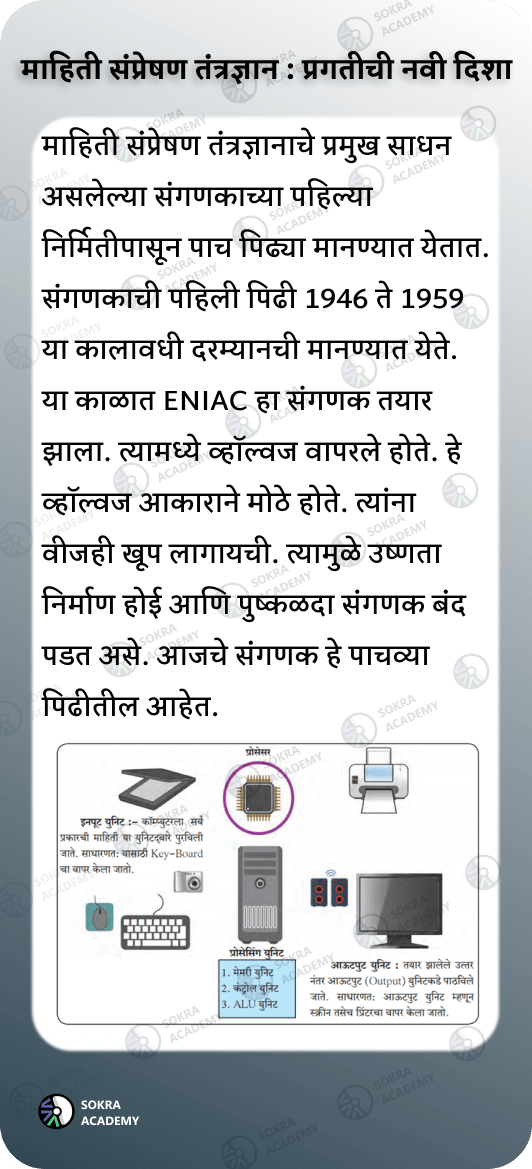 माहिती संप्रेषण तंत्रज्ञान : प्रगतीची नवी दिशा
माहिती संप्रेषण तंत्रज्ञानाचे प्रमुख साधन
असलेल्या संगणकाच्या पहिल्या
निर्मितीपासून पाच पिढ्या मानण्यात येतात.
संगणकाची पहिली पिढी 1946 ते 1959
या कालावधी दरम्यानची मानण्यात येते.
या काळात ENIAC हा संगणक तयार
झाला. त्यामध्ये व्हॉल्वज वापरले होते. हे
व्हॉल्वज आकाराने मोठे होते. त्यांना
वीजही खूप लागायची. त्यामुळे उष्णता
निर्माण होई आणि पुष्कळदा संगणक बंद
पडत असे. आजचे संगणक हे पाचव्या
पिढीतील आहेत.
प्रोसेसर
इनपूट युनिट :– कॉम्प्युटरला सर्व
प्रकारची माहिती या युनिटद्वारे पुरविली
जाते. साधारणतः यासाठी Key-Board
चा वापर केला जातो.
प्रोसेसिंग युनिट
1. मेमरी युनिट
2. कंट्रोल युनिट
3. ALU युनिट
आऊटपुट युनिट : तयार झालेले उत्तर
नंतर आऊटपुट (Output) युनिटकडे पाठविले
जाते. साधारणतः आऊटपुट युनिट म्हणून
स्क्रीन तसेच प्रिंटरचा वापर केला जातो.
SOKRA
ACADEMY